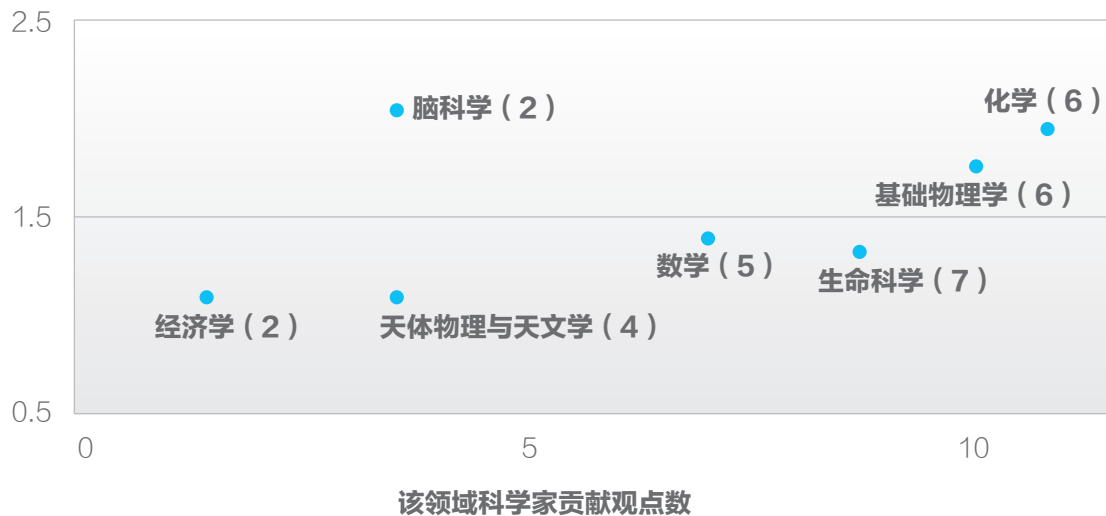 2.5
脑科学（2）
化学（6）
基础物理学（6）
1.5
数学（5）
生命科学（7）
经济学（2）
天体物理与天文学（4）
0.5
0
5
10
该领域科学家贡献观点数